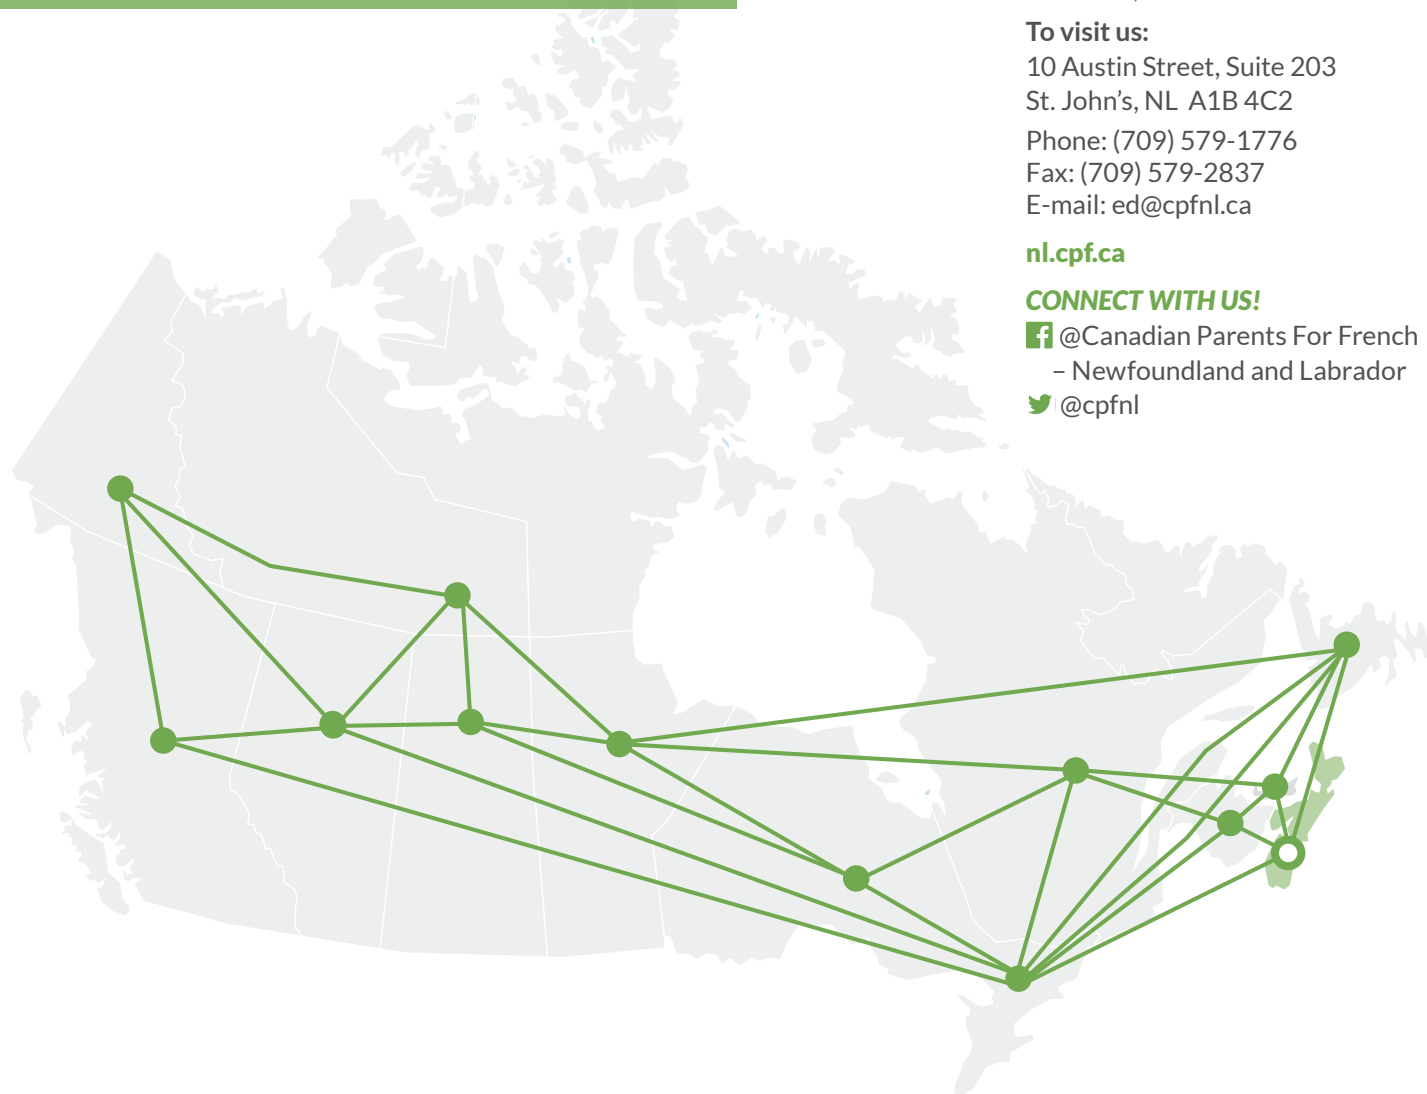 To visit us:
10 Austin Street, Suite 203
St. John’s, NL A1B 4C2
Phone: (709) 579-1776
Fax: (709) 579-2837
E-mail: ed@cpfnl.ca
nl.cpf.ca
CONNECT WITH US!
@Canadian Parents For French
– Newfoundland and Labrador
@cpfnl